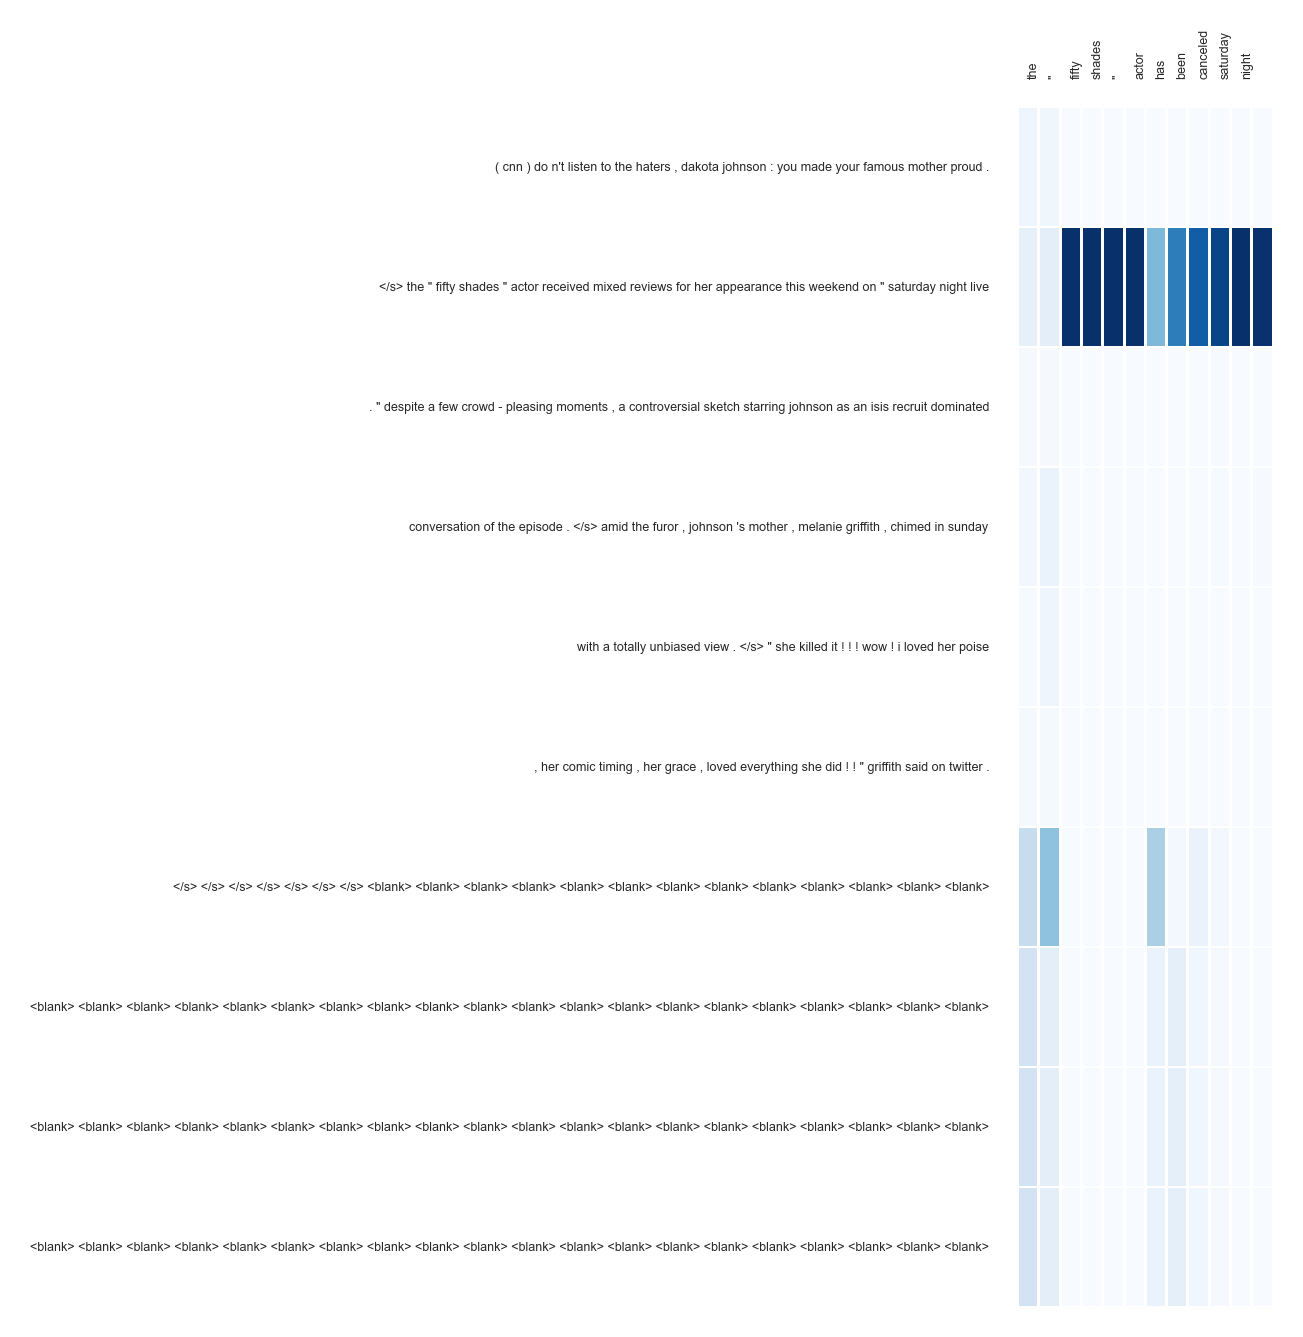 the " fifty shades " actor has been canceled saturday night
( cnn ) do n't listen to the haters , dakota johnson : you made your famous mother proud .
</s> the " fifty shades " actor received mixed reviews for her appearance this weekend on " saturday night live
. " despite a few crowd - pleasing moments , a controversial sketch starring johnson as an isis recruit dominated
conversation of the episode . </s> amid the furor , johnson 's mother , melanie griffith , chimed in sunday
with a totally unbiased view . </s> " she killed it ! ! ! wow ! i loved her poise
, her comic timing , her grace , loved everything she did ! ! " griffith said on twitter .
</s> </s> </s> </s> </s> </s> </s> <blank> <blank> <blank> <blank> <blank> <blank> <blank> <blank> <blank> <blank> <blank> <blank> <blank>
<blank> <blank> <blank> <blank> <blank> <blank> <blank> <blank> <blank> <blank> <blank> <blank> <blank> <blank> <blank> <blank> <blank> <blank> <blank> <blank>
<blank> <blank> <blank> <blank> <blank> <blank> <blank> <blank> <blank> <blank> <blank> <blank> <blank> <blank> <blank> <blank> <blank> <blank> <blank> <blank>
<blank> <blank> <blank> <blank> <blank> <blank> <blank> <blank> <blank> <blank> <blank> <blank> <blank> <blank> <blank> <blank> <blank> <blank> <blank> <blank>